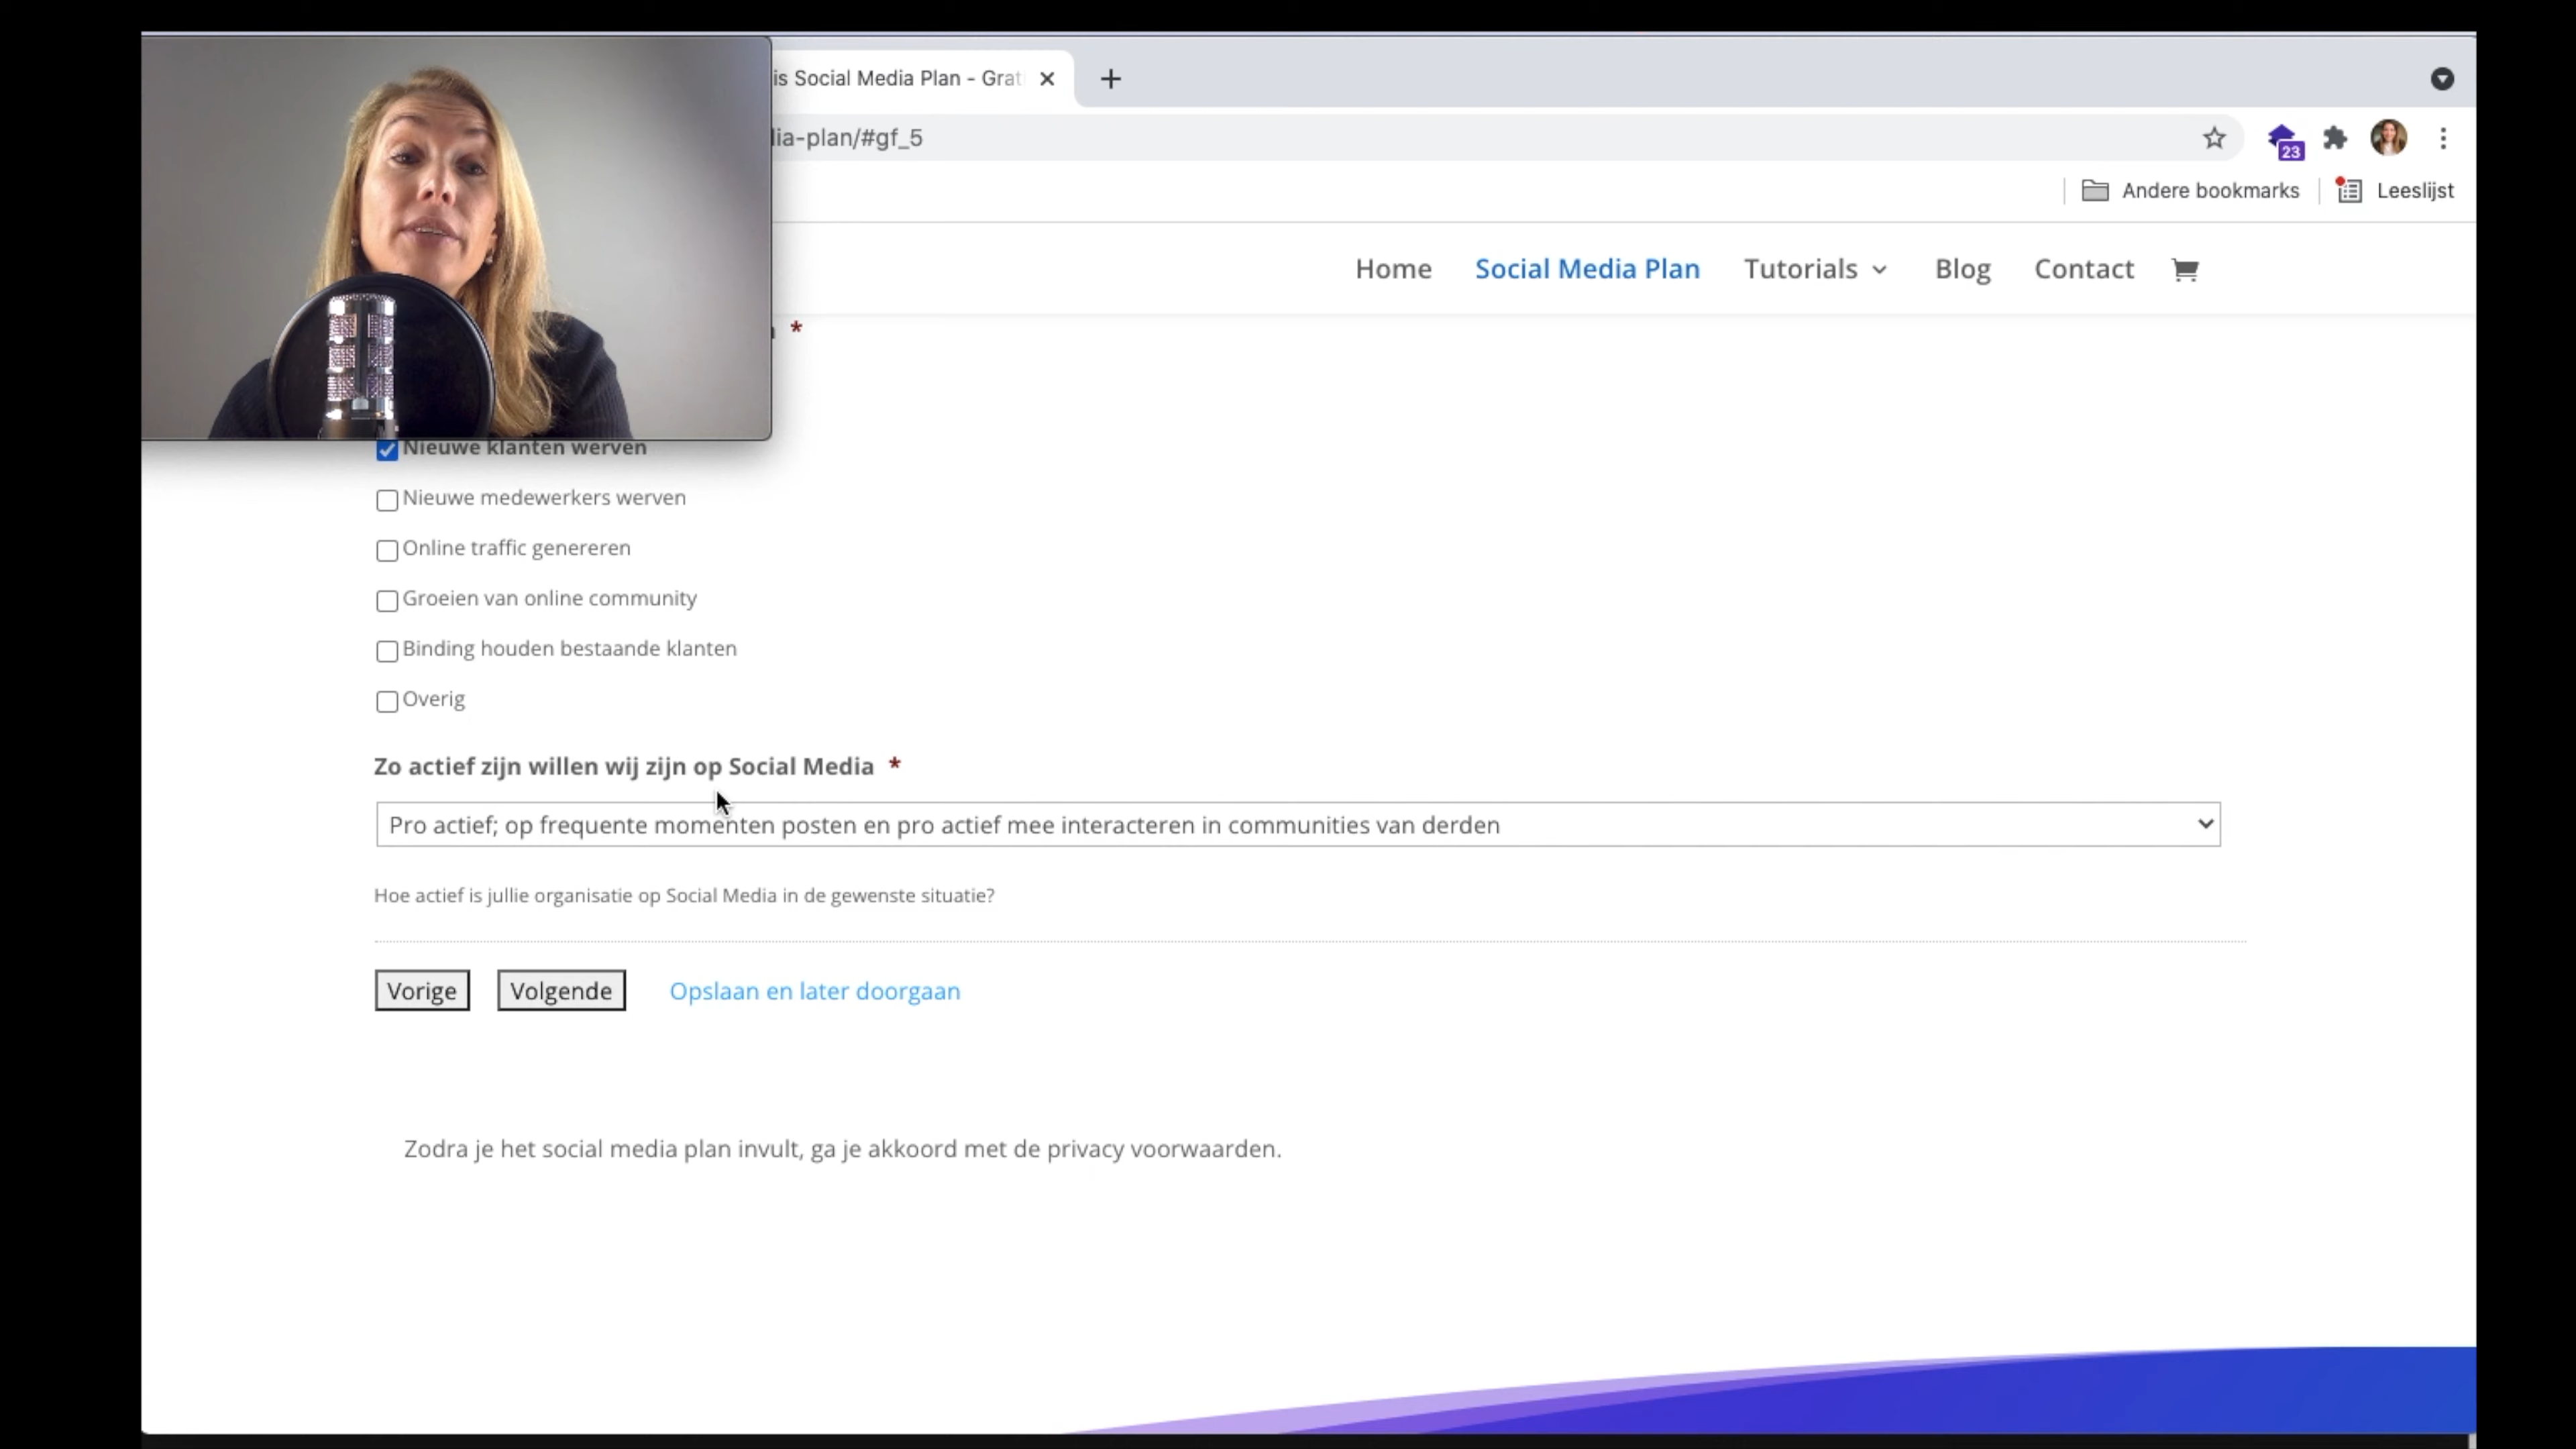 is Social Media Plan - Grat
lia-plan/#gf_5
23
Andere bookmarks
Leeslijst
Home Social Media Plan Tutorials Blog Contact
*
Nieuwe klanten werven
Nieuwe medewerkers werven
Online traffic genereren
Groeien van online community
Binding houden bestaande klanten
Overig
Zo actief zijn willen wij zijn op Social Media *
Pro actief; op frequente momenten posten en pro actief mee interacteren in communities van derden
Hoe actief is jullie organisatie op Social Media in de gewenste situatie?
Vorige Volgende Opslaan en later doorgaan
Zodra je het social media plan invult, ga je akkoord met de privacy voorwaarden.